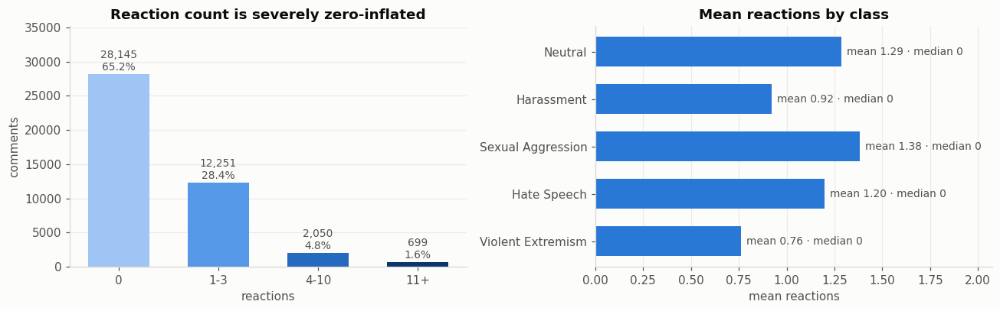 Reaction count is severely zero-inflated
35000
30000
25000
20000
15000
10000
5000
0
comments
28,145
65.2%
12,251
28.4%
2,050
4.8%
699
1.6%
0
1-3
4-10
11+
reactions
Mean reactions by class
Neutral
mean 1.29 · median 0
Harassment
mean 0.92 · median 0
Sexual Aggression
mean 1.38 · median 0
Hate Speech
mean 1.20 · median 0
Violent Extremism
mean 0.76 · median 0
0.00
0.25
0.50
0.75
1.00
1.25
1.50
1.75
2.00
mean reactions